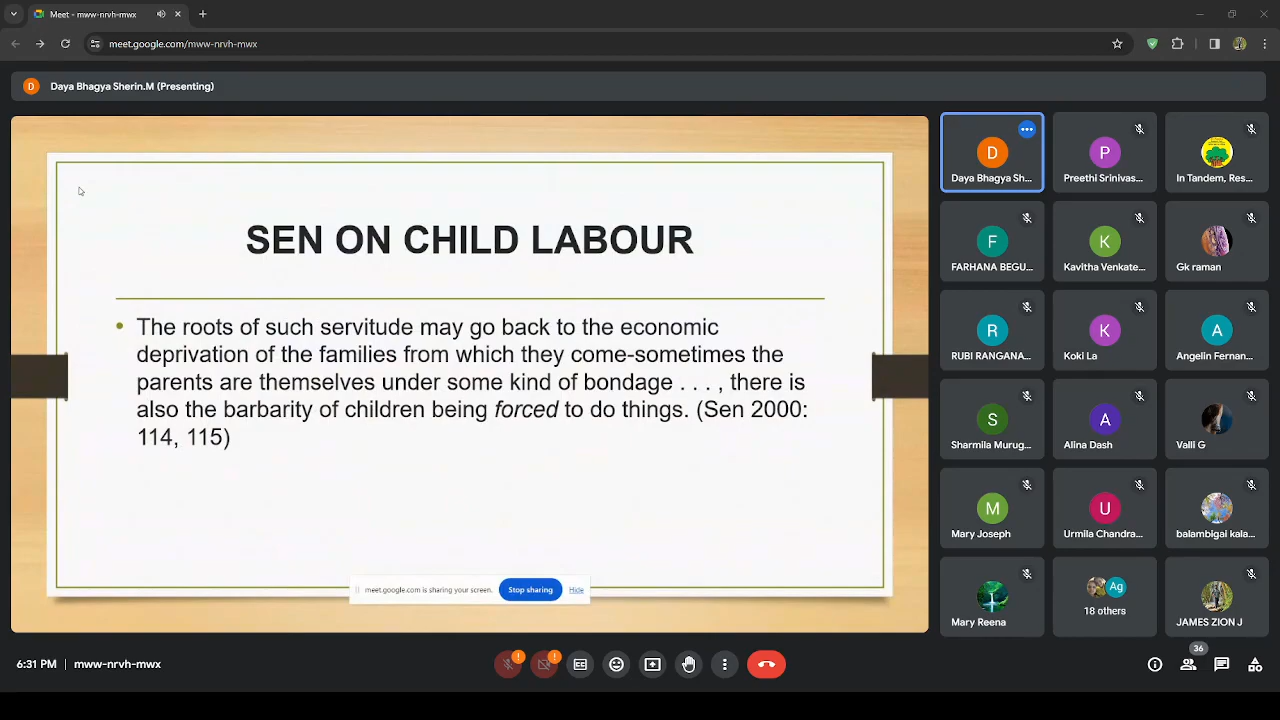 Meet - mww-nrvh-mwx
meet.google.com/mww-nrvh-mwx
D
Daya Bhagya Sherin.M (Presenting)
SEN ON CHILD LABOUR
• The roots of such servitude may go back to the economic
deprivation of the families from which they come-sometimes the
parents are themselves under some kind of bondage . . . , there is
also the barbarity of children being forced to do things. (Sen 2000:
114, 115)
meet.google.com is sharing your screen.
Stop sharing
Hide
D
Daya Bhagya Sh...
P
Preethi Srinivas...
In Tandem, Res...
F
FARHANA BEGU...
K
Kavitha Venkate...
Gk raman
R
RUBI RANGANA...
K
Koki La
A
Angelin Fernan...
S
Sharmila Murug...
A
Alina Dash
Valli G
M
Mary Joseph
U
Urmila Chandra...
balambigai kala...
Mary Reena
Ag
18 others
JAMES ZION J
6:31 PM | mww-nrvh-mwx
36